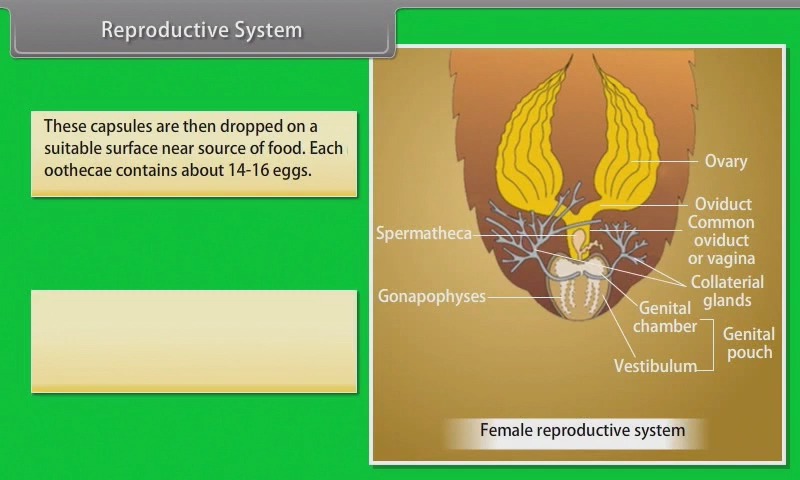 Reproductive System
These capsules are then dropped on a
suitable surface near source of food. Each
oothecae contains about 14-16 eggs.
Ovary
Oviduct
Common
oviduct
or vagina
Spermatheca
Collaterial
glands
Gonapophyses
Genital
chamber
Genital
pouch
Vestibulum
Female reproductive system